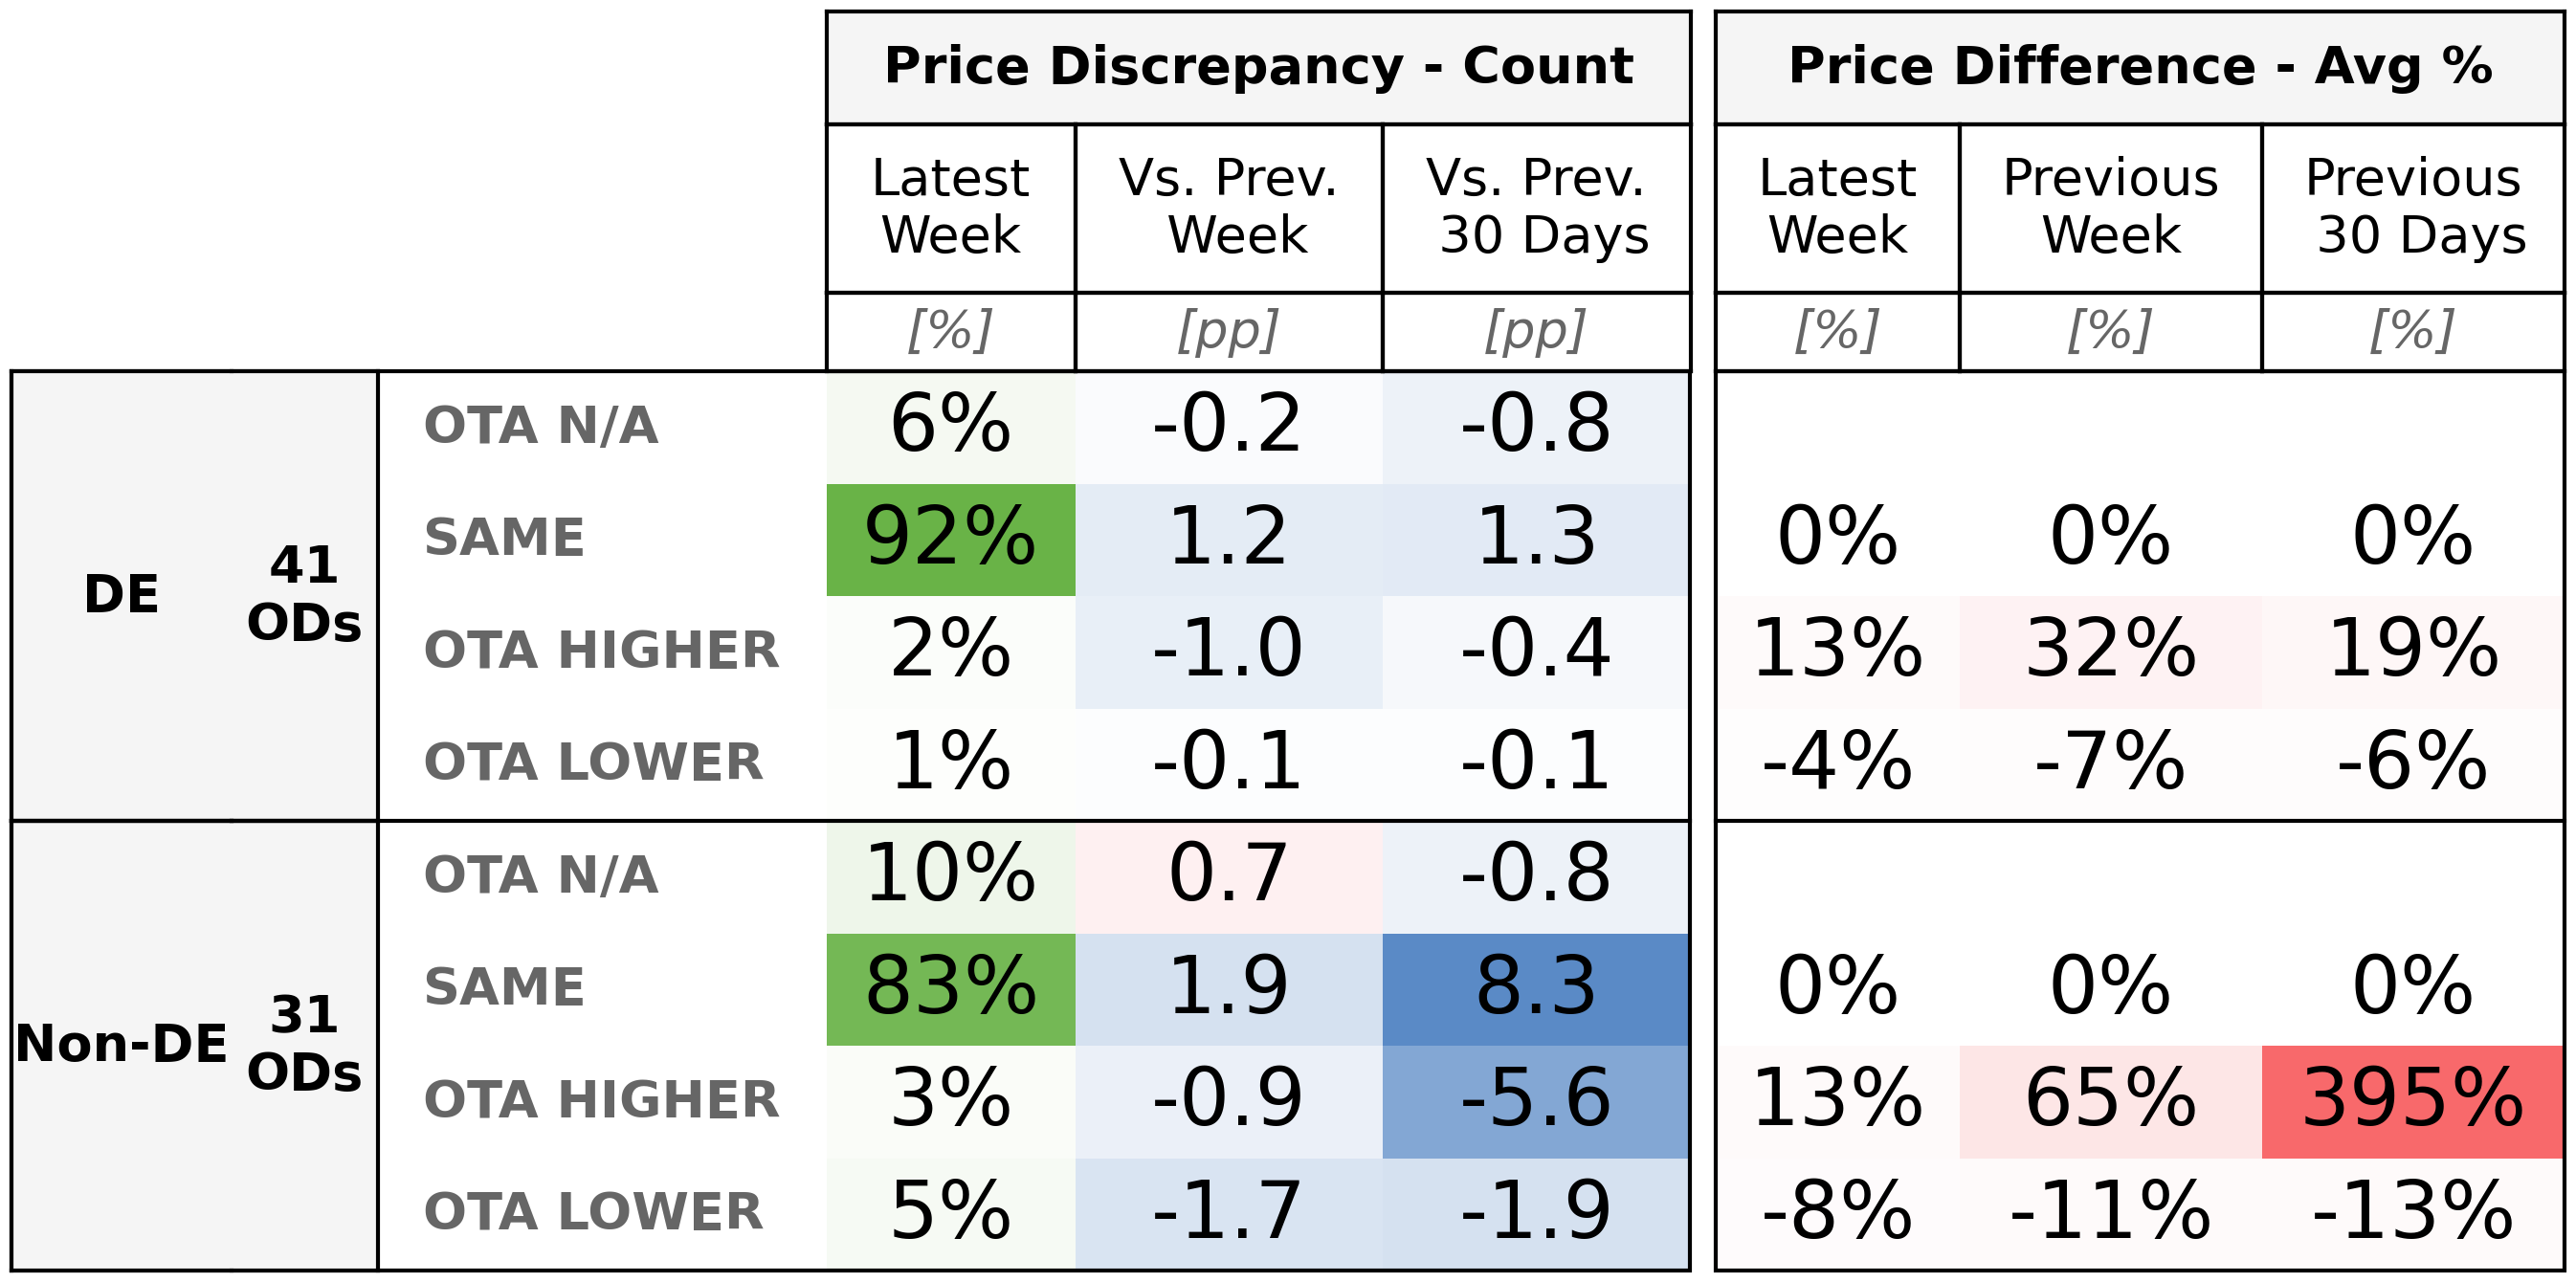 Price Discrepancy - Count Price Difference - Avg %
Latest Week Vs. Prev. Week Vs. Prev. 30 Days Latest Week Previous Week Previous 30 Days
[%] [pp] [pp] [%] [%] [%]
DE 41 ODs
OTA N/A 6% -0.2 -0.8
SAME 92% 1.2 1.3 0% 0% 0%
OTA HIGHER 2% -1.0 -0.4 13% 32% 19%
OTA LOWER 1% -0.1 -0.1 -4% -7% -6%
Non-DE 31 ODs
OTA N/A 10% 0.7 -0.8
SAME 83% 1.9 8.3 0% 0% 0%
OTA HIGHER 3% -0.9 -5.6 13% 65% 395%
OTA LOWER 5% -1.7 -1.9 -8% -11% -13%